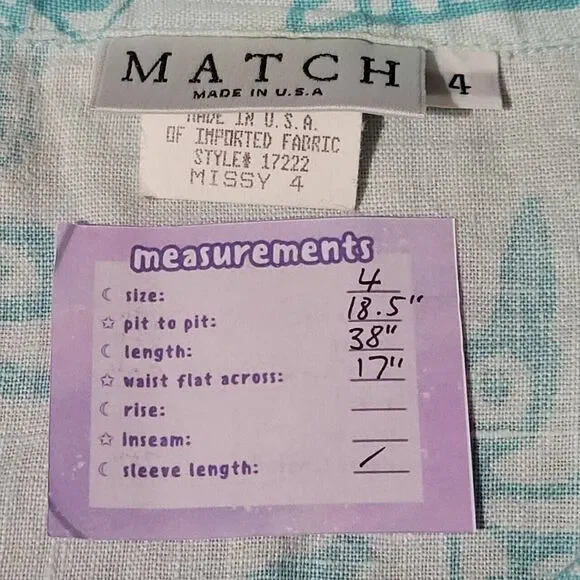 MATCH
MADE IN U.S.A
4
MADE IN U.S.A.
OF IMPORTED FABRIC
STYLE# 17222
MISSY 4
measurements
size: 4
pit to pit: 18.5"
length: 38"
waist flat across: 17"
rise:
inseam:
sleeve length: /